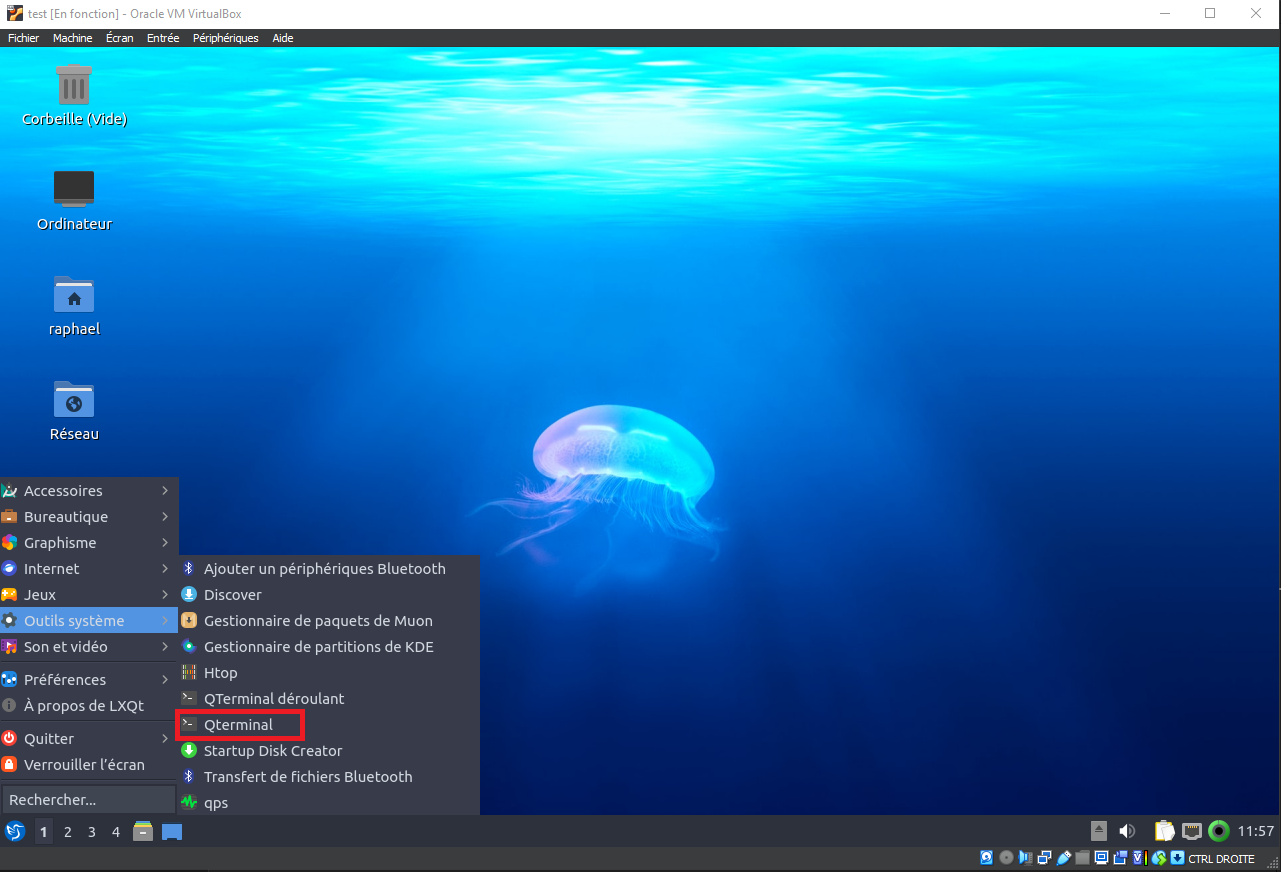 test [En fonction] - Oracle VM VirtualBox
Fichier Machine Écran Entrée Périphériques Aide
Corbeille (Vide)
Ordinateur
raphael
Réseau
Accessoires
Bureautique
Graphisme
Internet
Jeux
Outils système
Son et vidéo
Préférences
À propos de LXQt
Quitter
Verrouiller l’écran
Rechercher...
Ajouter un périphériques Bluetooth
Discover
Gestionnaire de paquets de Muon
Gestionnaire de partitions de KDE
Htop
QTerminal déroulant
Qterminal
Startup Disk Creator
Transfert de fichiers Bluetooth
qps
1 2 3 4
11:57
CTRL DROITE